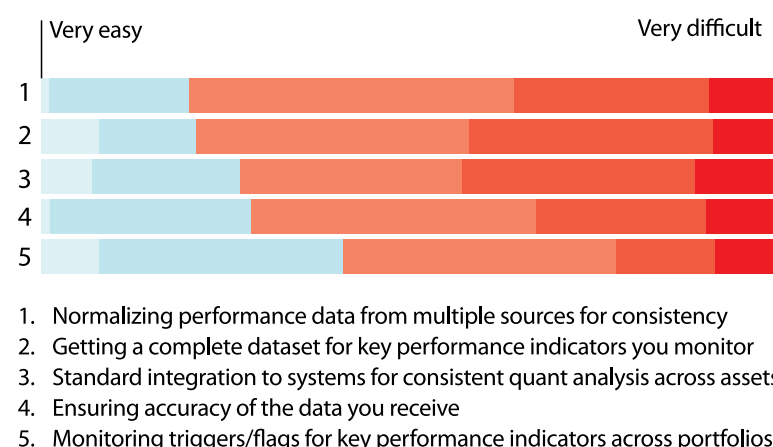 Very easy Very difficult
1
2
3
4
5
1. Normalizing performance data from multiple sources for consistency
2. Getting a complete dataset for key performance indicators you monitor
3. Standard integration to systems for consistent quant analysis across assets
4. Ensuring accuracy of the data you receive
5. Monitoring triggers/flags for key performance indicators across portfolios